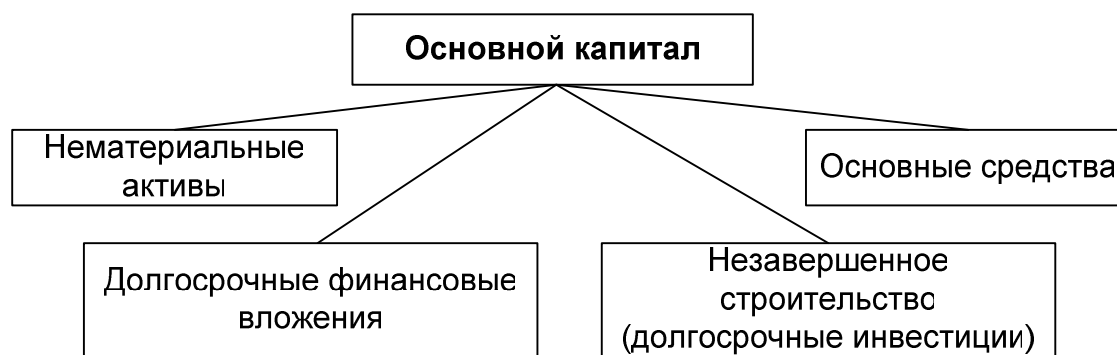 Основной капитал
Нематериальные
активы
Основные средства
Долгосрочные финансовые
вложения
Незавершенное
строительство
(долгосрочные инвестиции)